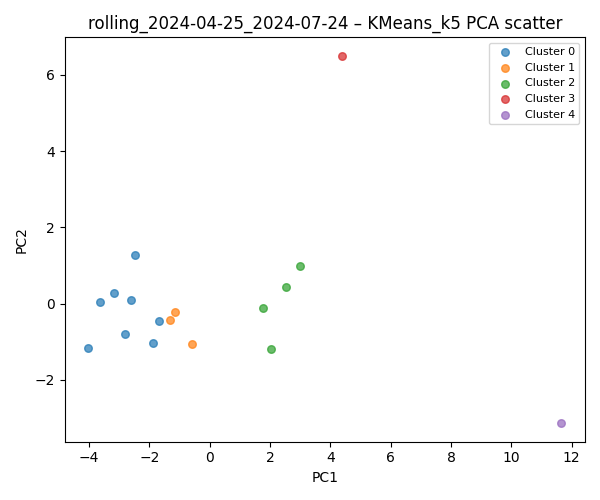 rolling_2024-04-25_2024-07-24 – KMeans_k5 PCA scatter
Cluster 0
Cluster 1
Cluster 2
Cluster 3
Cluster 4
PC2
6
4
2
0
−2
−4
−2
0
2
4
6
8
10
12
PC1